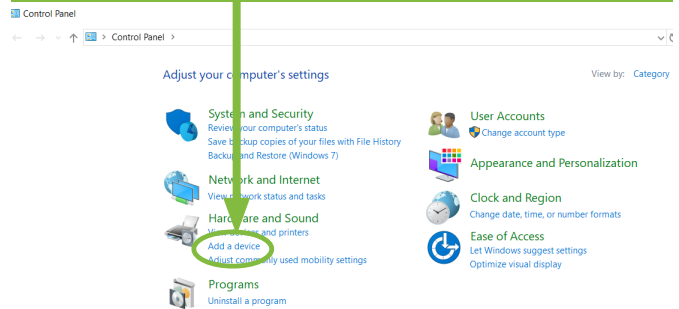 Control Panel
Control Panel
Adjust your computer's settings
View by: Category
System and Security
Review your computer's status
Save backup copies of your files with File History
Backup and Restore (Windows 7)
Network and Internet
View network status and tasks
Hardware and Sound
View devices and printers
Add a device
Adjust commonly used mobility settings
Programs
Uninstall a program
User Accounts
Change account type
Appearance and Personalization
Clock and Region
Change date, time, or number formats
Ease of Access
Let Windows suggest settings
Optimize visual display